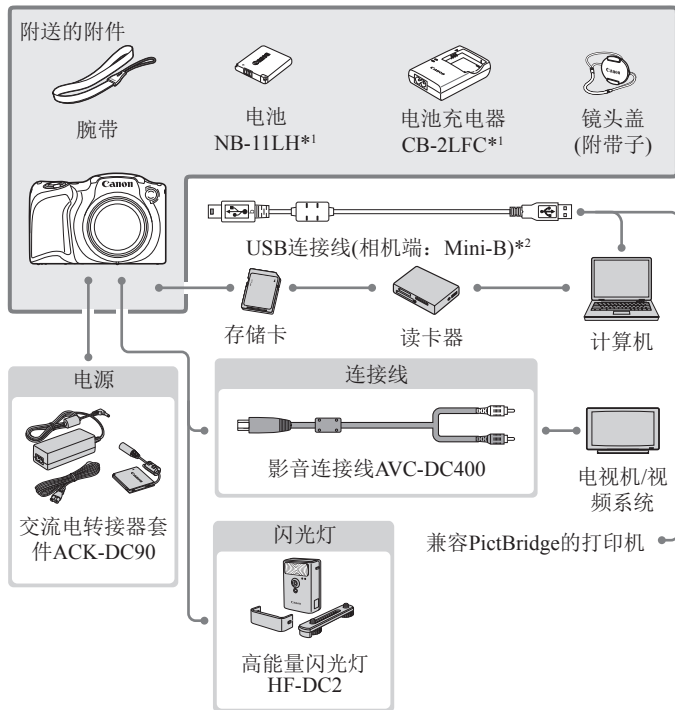 附送的附件
腕带
电池
NB-11LH*1
电池充电器
CB-2LFC*1
镜头盖
(附带子)
Canon
USB连接线(相机端：Mini-B)*2
存储卡
读卡器
计算机
电源
交流电转接器套
件ACK-DC90
连接线
影音连接线AVC-DC400
电视机/视
频系统
兼容PictBridge的打印机
闪光灯
高能量闪光灯
HF-DC2